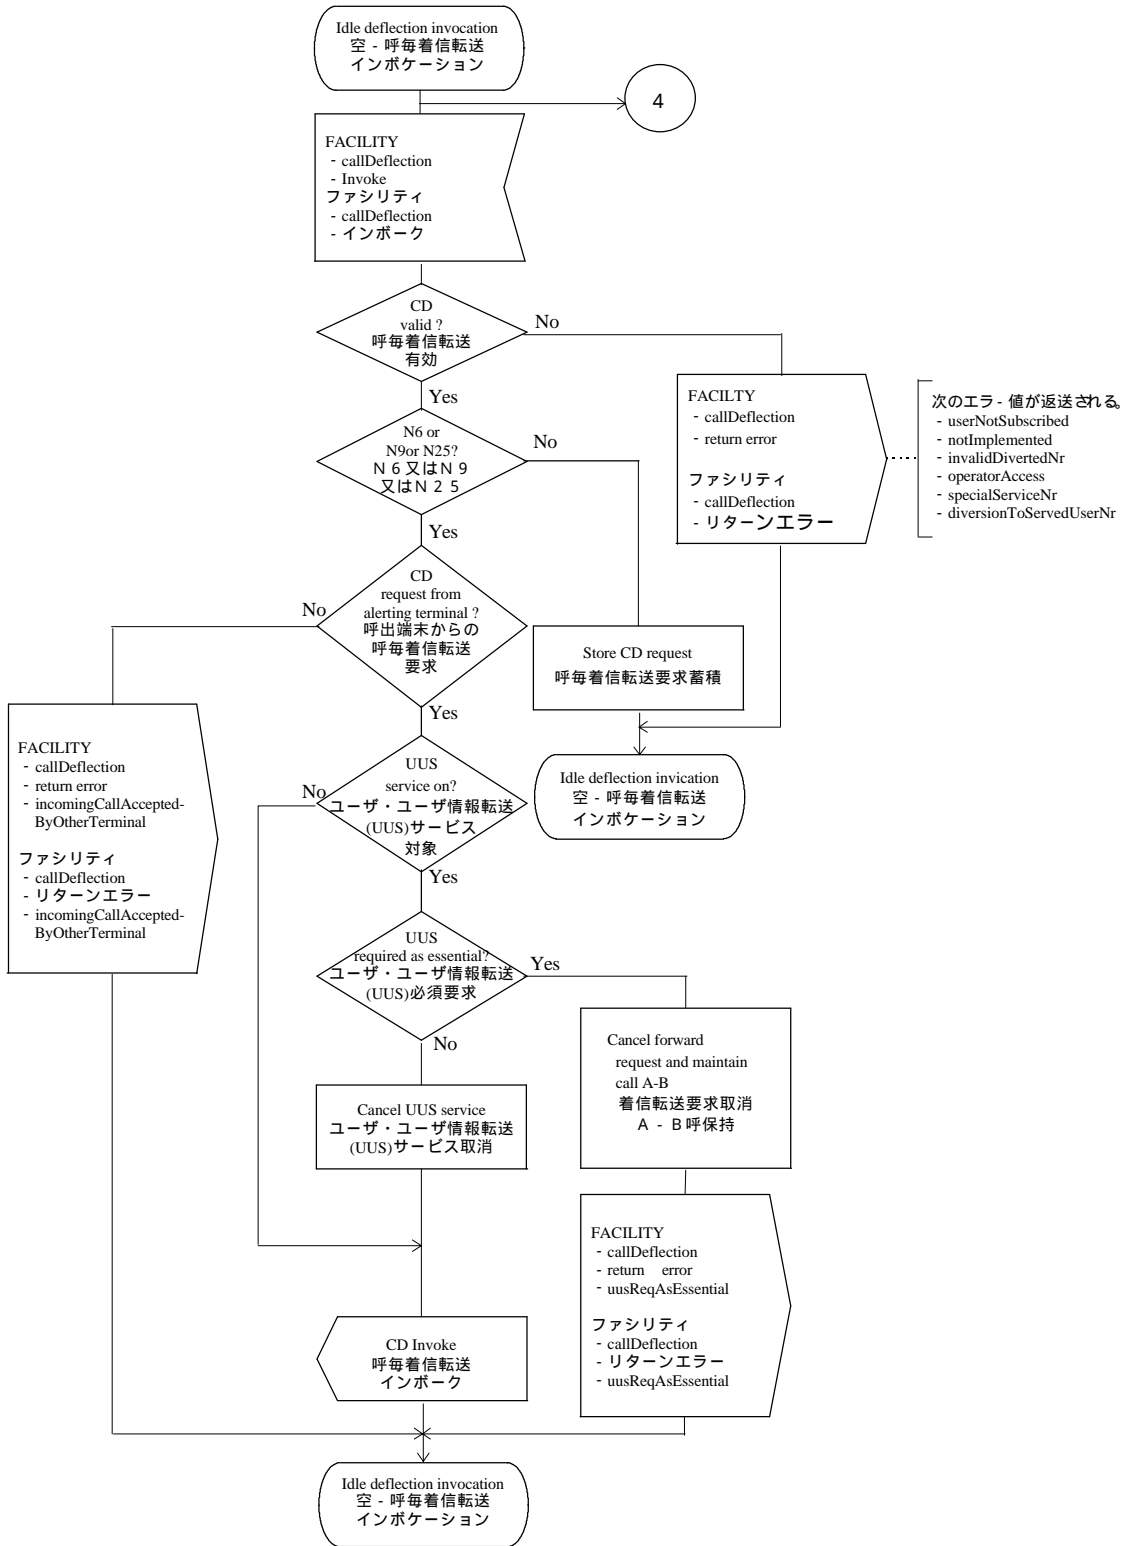 Idle deflection invocation
空 - 呼毎着信転送
インボケーション
4
FACILITY
- callDeflection
- Invoke
ファシリティ
- callDeflection
- インボーク
CD
valid ?
呼毎着信転送
有効
No
Yes
FACILTY
- callDeflection
- return error
ファシリティ
- callDeflection
- リターンエラー
次のエラ - 値が返送される。
- userNotSubscribed
- notImplemented
- invalidDivertedNr
- operatorAccess
- specialServiceNr
- diversionToServedUserNr
N6 or
N9or N25?
N 6 又はN 9
又はN 2 5
No
Yes
CD
request from
alerting terminal ?
呼出端末からの
呼毎着信転送
要求
No
Yes
Store CD request
呼毎着信転送要求蓄積
Idle deflection invication
空 - 呼毎着信転送
インボケーション
FACILITY
- callDeflection
- return error
- incomingCallAccepted-
ByOtherTerminal
ファシリティ
- callDeflection
- リターンエラー
- incomingCallAccepted-
ByOtherTerminal
UUS
service on?
ユーザ・ユーザ情報転送
(UUS)サービス
対象
No
Yes
UUS
required as essential?
ユーザ・ユーザ情報転送
(UUS)必須要求
Yes
No
Cancel forward
request and maintain
call A-B
着信転送要求取消
A - B 呼保持
Cancel UUS service
ユーザ・ユーザ情報転送
(UUS)サービス取消
FACILITY
- callDeflection
- return error
- uusReqAsEssential
ファシリティ
- callDeflection
- リターンエラー
- uusReqAsEssential
CD Invoke
呼毎着信転送
インボーク
Idle deflection invocation
空 - 呼毎着信転送
インボケーション